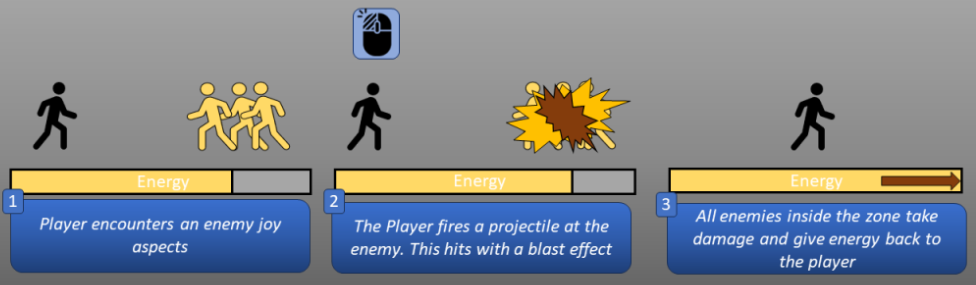 Energy
1
Player encounters an enemy joy
aspects
Energy
2
The Player fires a projectile at the
enemy. This hits with a blast effect
Energy
3
All enemies inside the zone take
damage and give energy back to
the player